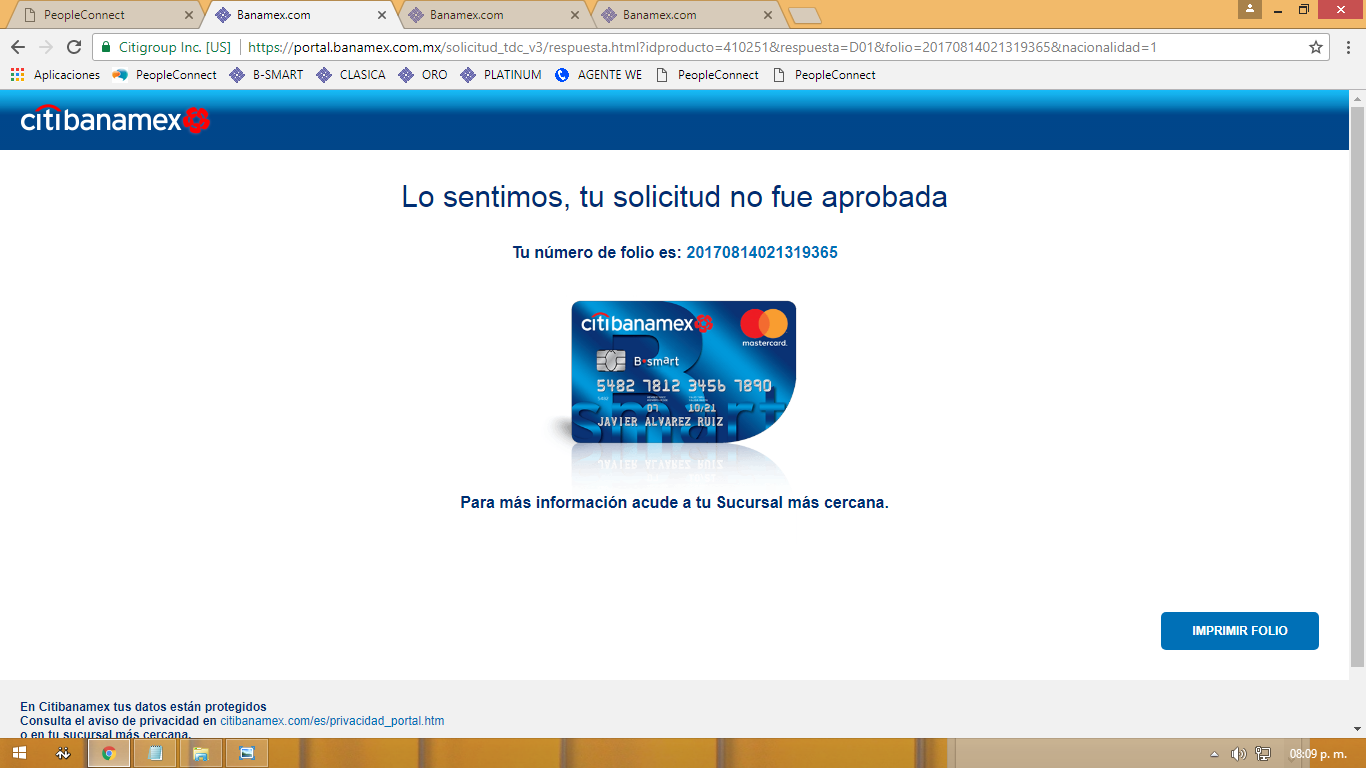 PeopleConnect
Banamex.com
Banamex.com
Banamex.com
Citigroup Inc. [US]
https://portal.banamex.com.mx/solicitud_tdc_v3/respuesta.html?idproducto=410251&respuesta=D01&folio=20170814021319365&nacionalidad=1
Aplicaciones
PeopleConnect
B-SMART
CLASICA
ORO
PLATINUM
AGENTE WE
PeopleConnect
PeopleConnect
citibanamex
Lo sentimos, tu solicitud no fue aprobada
Tu número de folio es: 20170814021319365
citibanamex
mastercard.
B•smart
5482 7812 3456 7890
07 10/21
JAVIER ALVAREZ RUIZ
smart
Para más información acude a tu Sucursal más cercana.
IMPRIMIR FOLIO
En Citibanamex tus datos están protegidos
Consulta el aviso de privacidad en citibanamex.com/es/privacidad_portal.htm
o en tu sucursal más cercana.
08:09 p. m.